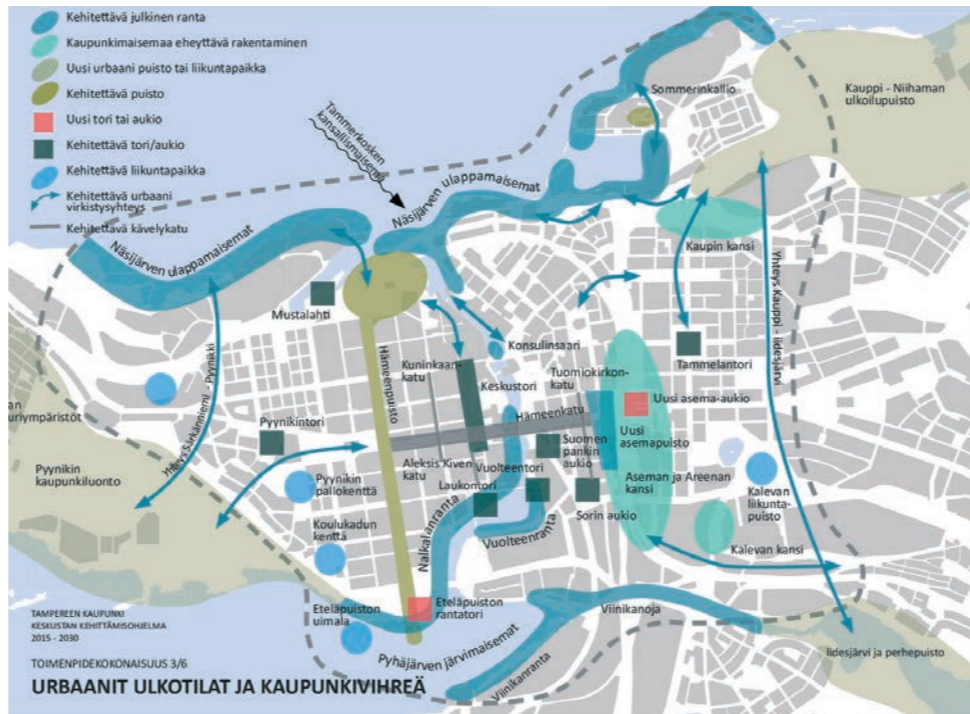 Kehitettävä julkinen ranta
Kaupunkimaisemaa eheyttävä rakentaminen
Uusi urbaani puisto tai liikuntapaikka
Kehitettävä puisto
Uusi tori tai aukio
Kehitettävä tori/aukio
Kehitettävä liikuntapaikka
Kehitettävä urbaani
virkistysyhteys
Kehitettävä kävelykatu
Tammerkosken
kansallismaisema
Sommerinkallio
Kauppi - Niihaman
ulkoilupuisto
Näsijärven ulappamaisemat
Näsijärven ulappamaisemat
Kaupin kansi
Yhteys Kauppi - Iidesjärvi
Mustalahti
Hämeenpuisto
Konsulinsaari
Kuninkaan-
katu
Keskustori
Tuomiokirkon-
katu
Tammelantori
Hämeenkatu
Uusi asema-aukio
Uusi
asemapuisto
Yhteys Särkänniemi - Pyynikki
Pyynikintori
Aleksis Kiven
katu
Vuolteentori
Suomen
pankin
aukio
Laukontori
Aseman ja Areenan
kansi
Kalevan
liikunta-
puisto
Pyynikin
kaupunkiluonto
Pyynikin
pallokenttä
Koulukadun
kenttä
Nalkalanranta
Vuolteenranta
Sorin aukio
Kalevan kansi
Eteläpuiston
uimala
Eteläpuiston
rantatori
Pyhäjärven järvimaisemat
Viinikanoja
Viinikanranta
Iidesjärvi ja perhepuisto
TAMPEREEN KAUPUNKI
KESKUSTAN KEHITTÄMISOHJELMA
2015 - 2030
TOIMENPIDEKOKONAISUUS 3/6
URBAANIT ULKOTILAT JA KAUPUNKIVIHREÄ